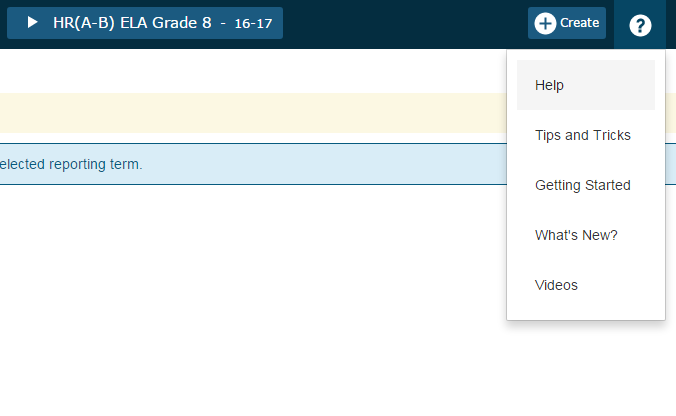 HR(A-B) ELA Grade 8 - 16-17
Create
?
Help
Tips and Tricks
elected reporting term.
Getting Started
What's New?
Videos